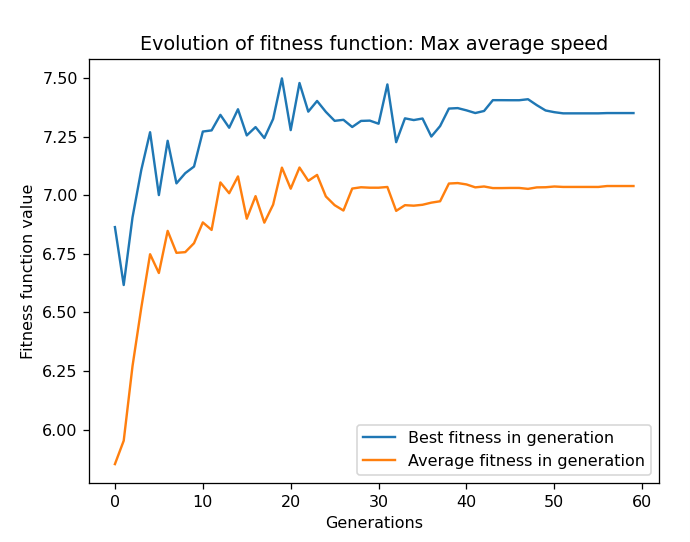 Evolution of fitness function: Max average speed
7.50
7.25
7.00
6.75
6.50
6.25
6.00
Fitness function value
Best fitness in generation
Average fitness in generation
0 10 20 30 40 50 60
Generations